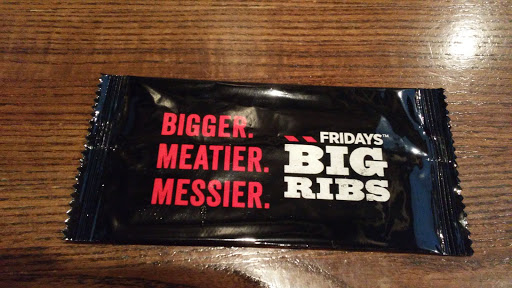 BIGGER.
MEATIER.
MESSIER.
FRIDAYS™
BIG
RIBS